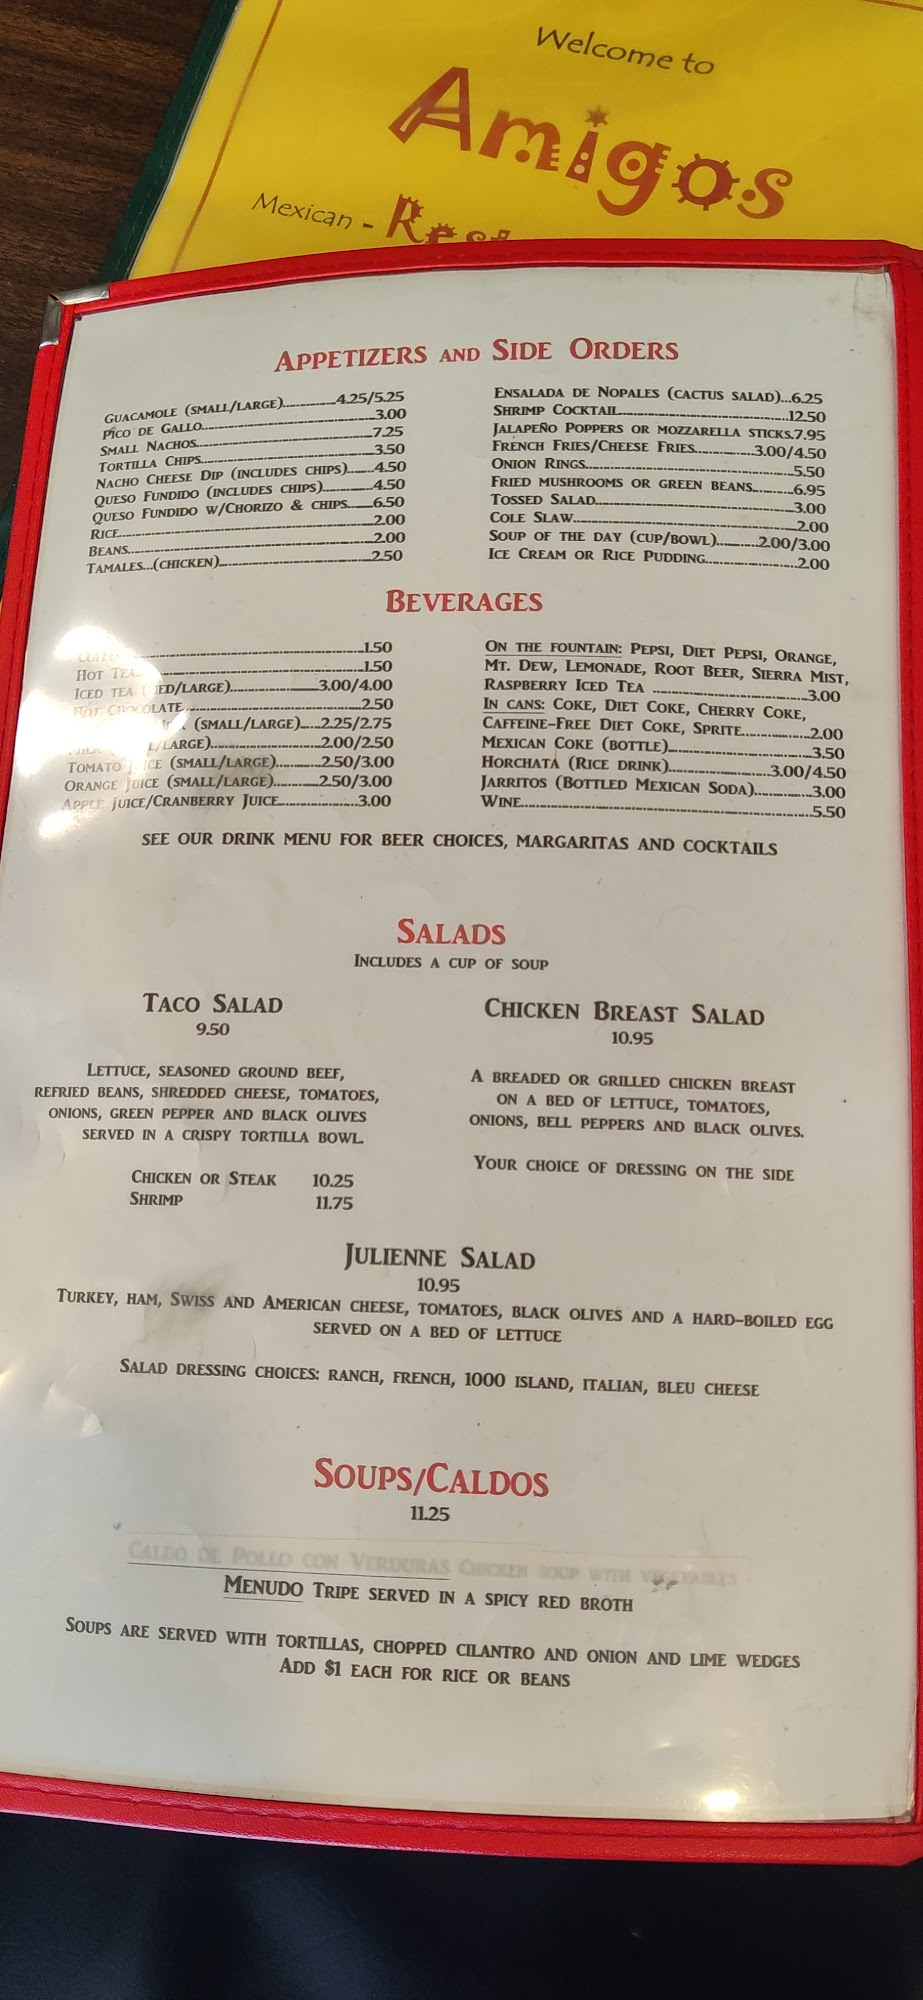 Welcome to
Amigos
Mexican -
APPETIZERS AND SIDE ORDERS
GUACAMOLE (SMALL/LARGE)..............4.25/5.25
PICO DE GALLO..............3.00
SMALL NACHOS..............7.25
TORTILLA CHIPS..............3.50
NACHO CHEESE DIP (INCLUDES CHIPS).......4.50
QUESO FUNDIDO (INCLUDES CHIPS)..............4.50
QUESO FUNDIDO W/CHORIZO & CHIPS.......6.50
RICE..............2.00
BEANS..............2.00
TAMALES...(CHICKEN)..............2.50
ENSALADA DE NOPALES (CACTUS SALAD)...6.25
SHRIMP COCKTAIL..............12.50
JALAPEÑO POPPERS OR MOZZARELLA STICKS.7.95
FRENCH FRIES/CHEESE FRIES..............3.00/4.50
ONION RINGS..............5.50
FRIED MUSHROOMS OR GREEN BEANS..........6.95
TOSSED SALAD..............3.00
COLE SLAW..............2.00
SOUP OF THE DAY (CUP/BOWL)..........2.00/3.00
ICE CREAM OR RICE PUDDING..............2.00
BEVERAGES
..............1.50
HOT TEA..............1.50
ICED TEA /LARGE)..............3.00/4.00
HOT CHOCOLATE..............2.50
(SMALL/LARGE).....2.25/2.75
/LARGE)..............2.00/2.50
TOMATO JUICE (SMALL/LARGE)..........2.50/3.00
ORANGE JUICE (SMALL/LARGE)..........2.50/3.00
APPLE JUICE/CRANBERRY JUICE..............3.00
ON THE FOUNTAIN: PEPSI, DIET PEPSI, ORANGE,
MT. DEW, LEMONADE, ROOT BEER, SIERRA MIST,
RASPBERRY ICED TEA ..............3.00
IN CANS: COKE, DIET COKE, CHERRY COKE,
CAFFEINE-FREE DIET COKE, SPRITE..............2.00
MEXICAN COKE (BOTTLE)..............3.50
HORCHATA (RICE DRINK)..............3.00/4.50
JARRITOS (BOTTLED MEXICAN SODA)..............3.00
WINE..............5.50
SEE OUR DRINK MENU FOR BEER CHOICES, MARGARITAS AND COCKTAILS
SALADS
INCLUDES A CUP OF SOUP
TACO SALAD
9.50
LETTUCE, SEASONED GROUND BEEF,
REFRIED BEANS, SHREDDED CHEESE, TOMATOES,
ONIONS, GREEN PEPPER AND BLACK OLIVES
SERVED IN A CRISPY TORTILLA BOWL.
CHICKEN OR STEAK 10.25
SHRIMP 11.75
CHICKEN BREAST SALAD
10.95
A BREADED OR GRILLED CHICKEN BREAST
ON A BED OF LETTUCE, TOMATOES,
ONIONS, BELL PEPPERS AND BLACK OLIVES.
YOUR CHOICE OF DRESSING ON THE SIDE
JULIENNE SALAD
10.95
TURKEY, HAM, SWISS AND AMERICAN CHEESE, TOMATOES, BLACK OLIVES AND A HARD-BOILED EGG
SERVED ON A BED OF LETTUCE
SALAD DRESSING CHOICES: RANCH, FRENCH, 1000 ISLAND, ITALIAN, BLEU CHEESE
SOUPS/CALDOS
11.25
CALDO DE POLLO CON VERDURAS CHICKEN SOUP WITH VEGETABLES
MENUDO TRIPE SERVED IN A SPICY RED BROTH
SOUPS ARE SERVED WITH TORTILLAS, CHOPPED CILANTRO AND ONION AND LIME WEDGES
ADD $1 EACH FOR RICE OR BEANS